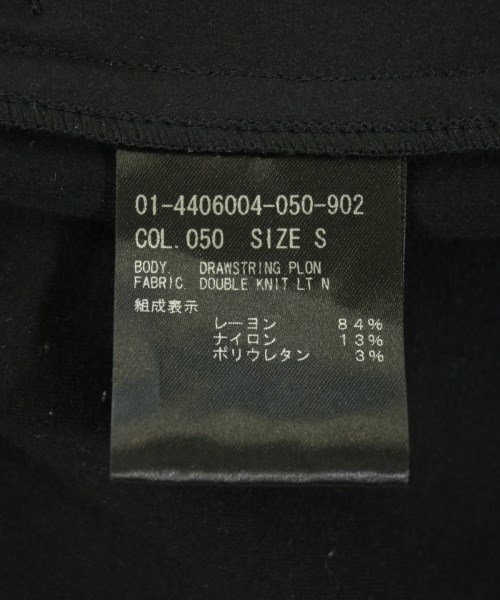 01-4406004-050-902
COL.050 SIZE S
BODY. DRAWSTRING PLON
FABRIC. DOUBLE KNIT LT N
組成表示
レーヨン 84%
ナイロン 13%
ポリウレタン 3%